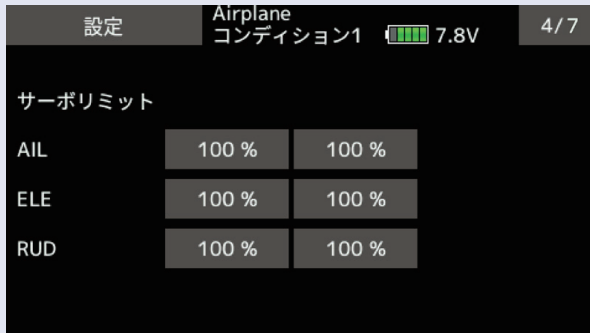 設定
Airplane
コンディション1 7.8V
4/7
サーボリミット
AIL 100 % 100 %
ELE 100 % 100 %
RUD 100 % 100 %